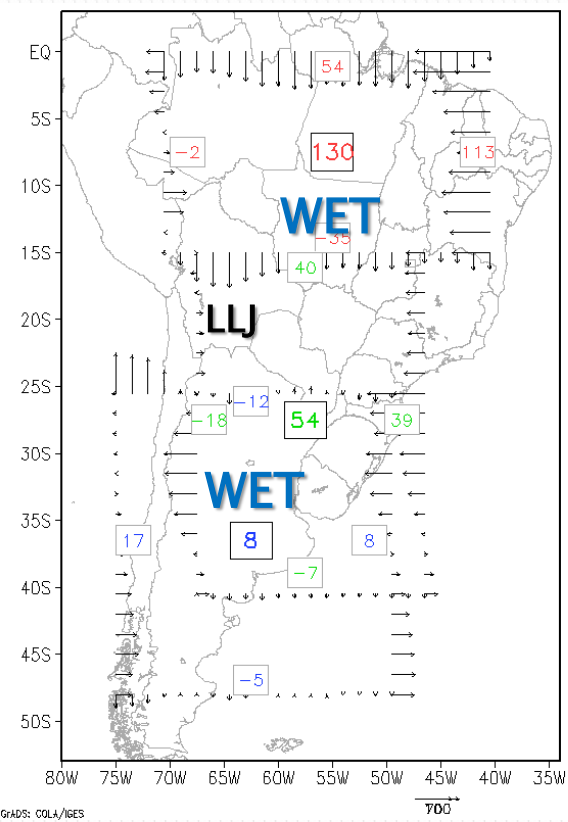 EQ
54
5S
-2
130
113
10S
WET
-35
15S
40
20S
LLJ
25S
-12
-18
54
39
30S
WET
35S
17
8
8
-7
40S
45S
-5
50S
80W 75W 70W 65W 60W 55W 50W 45W 40W 35W
700
GrADS: COLA/IGES